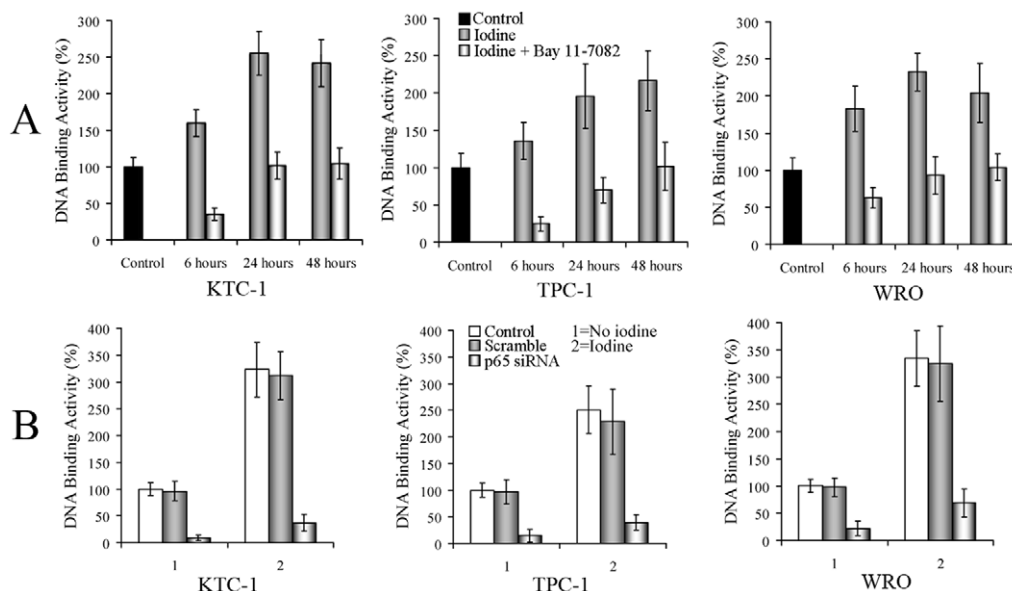 A
DNA Binding Activity (%)
300
250
200
150
100
50
0
Control 6 hours 24 hours 48 hours
KTC-1
Control
Iodine
Iodine + Bay 11-7082
DNA Binding Activity (%)
300
250
200
150
100
50
0
Control 6 hours 24 hours 48 hours
TPC-1
DNA Binding Activity (%)
300
250
200
150
100
50
0
Control 6 hours 24 hours 48 hours
WRO
B
DNA Binding Activity (%)
400
350
300
250
200
150
100
50
0
1 2
KTC-1
Control 1=No iodine
Scramble 2=Iodine
p65 siRNA
DNA Binding Activity (%)
400
350
300
250
200
150
100
50
0
1 2
TPC-1
DNA Binding Activity (%)
400
350
300
250
200
150
100
50
0
1 2
WRO